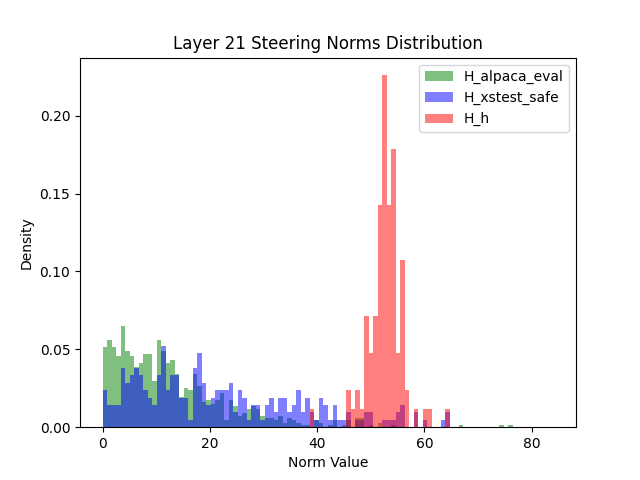 Layer 21 Steering Norms Distribution
H_alpaca_eval
H_xstest_safe
H_h
0.20
0.15
0.10
0.05
0.00
Density
0 20 40 60 80
Norm Value